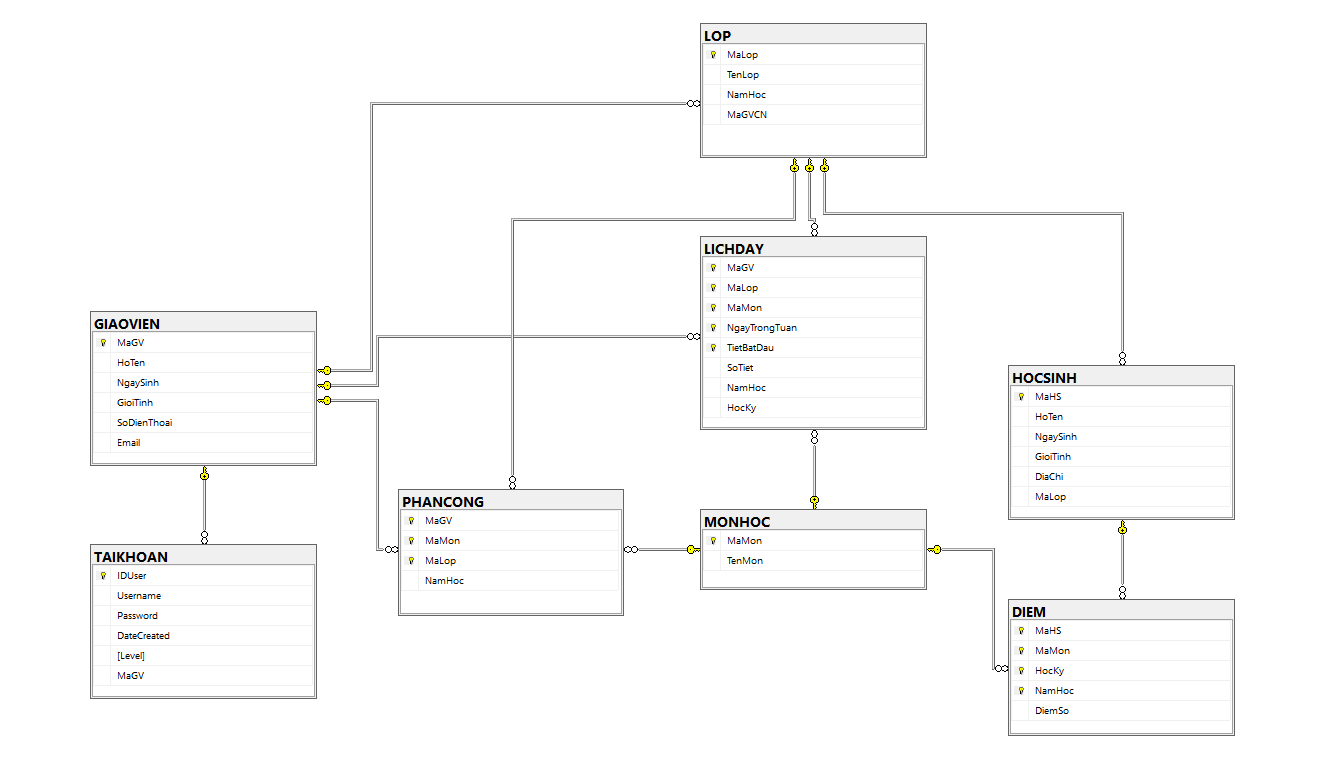 LOP
MaLop
TenLop
NamHoc
MaGVCN
LICHDAY
MaGV
MaLop
MaMon
NgayTrongTuan
TietBatDau
SoTiet
NamHoc
HocKy
GIAOVIEN
MaGV
HoTen
NgaySinh
GioiTinh
SoDienThoai
Email
HOCSINH
MaHS
HoTen
NgaySinh
GioiTinh
DiaChi
MaLop
PHANCONG
MaGV
MaMon
MaLop
NamHoc
MONHOC
MaMon
TenMon
TAIKHOAN
IDUser
Username
Password
DateCreated
[Level]
MaGV
DIEM
MaHS
MaMon
HocKy
NamHoc
DiemSo